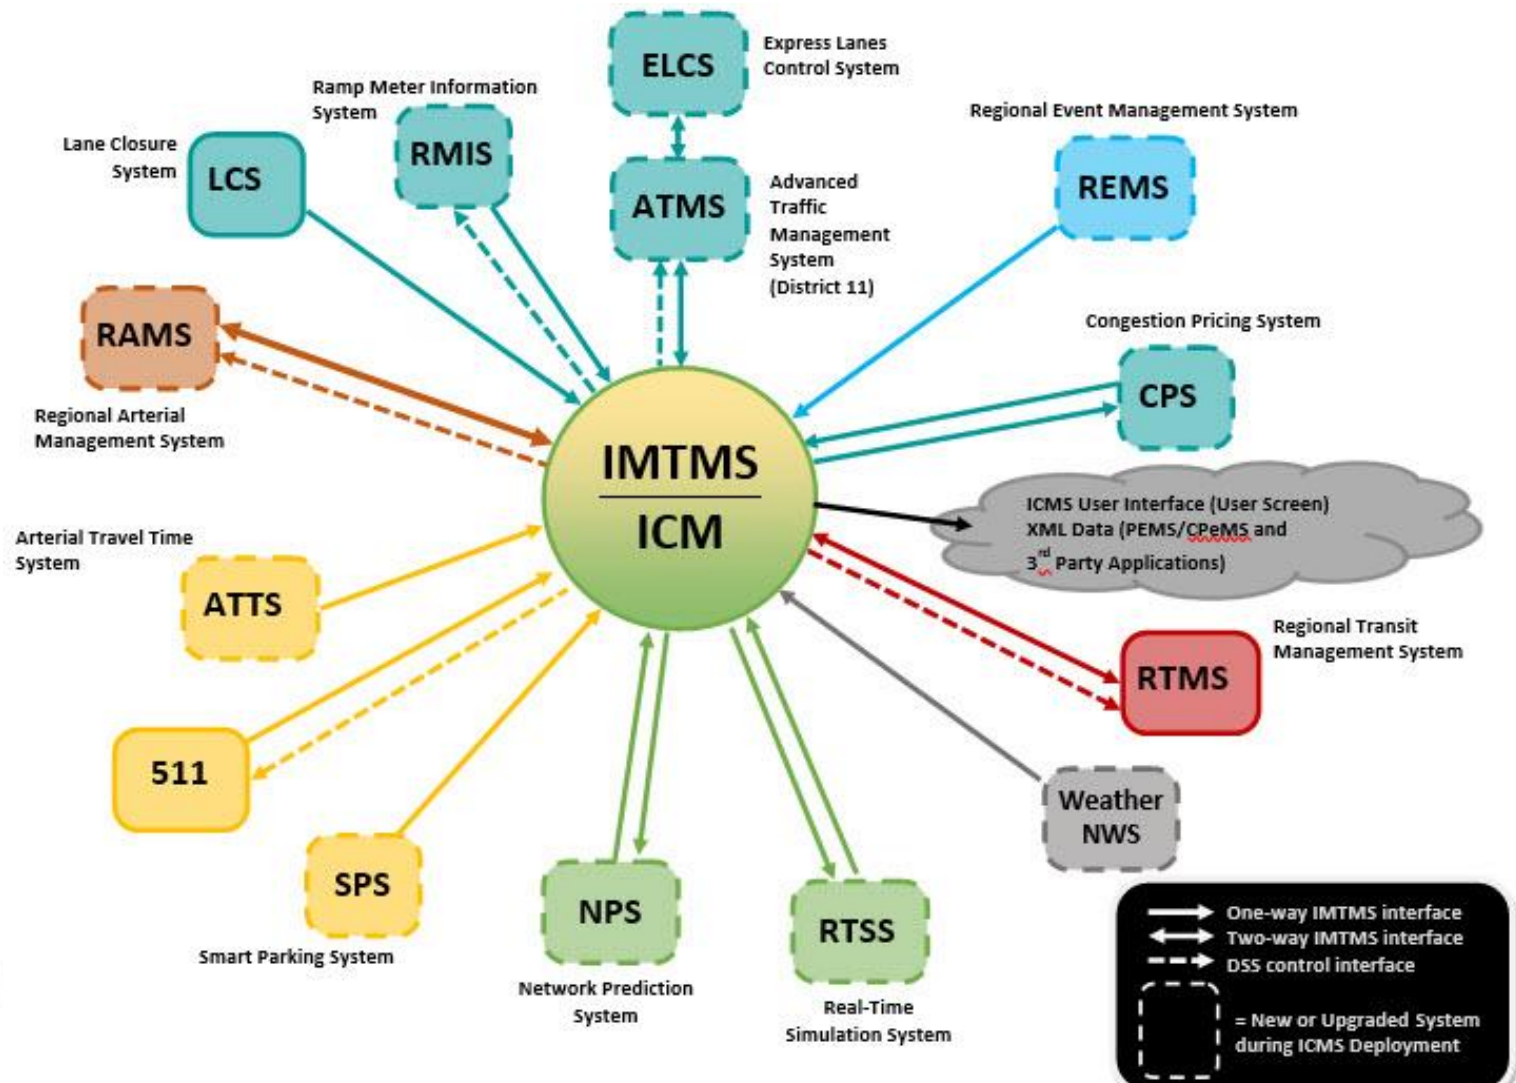 ELCS
Express Lanes
Control System
Ramp Meter Information
System
RMIS
Regional Event Management System
Lane Closure
System
LCS
ATMS
Advanced
Traffic
Management
System
(District 11)
REMS
RAMS
Regional Arterial
Management System
Congestion Pricing System
CPS
IMTMS
ICM
ICMS User Interface (User Screen)
XML Data (PEMS/CPeMS and
3rd Party Applications)
Arterial Travel Time
System
ATTS
Regional Transit
Management System
RTMS
511
Weather
NWS
SPS
Smart Parking System
NPS
Network Prediction
System
RTSS
Real-Time
Simulation System
One-way IMTMS interface
Two-way IMTMS interface
DSS control interface
= New or Upgraded System
during ICMS Deployment